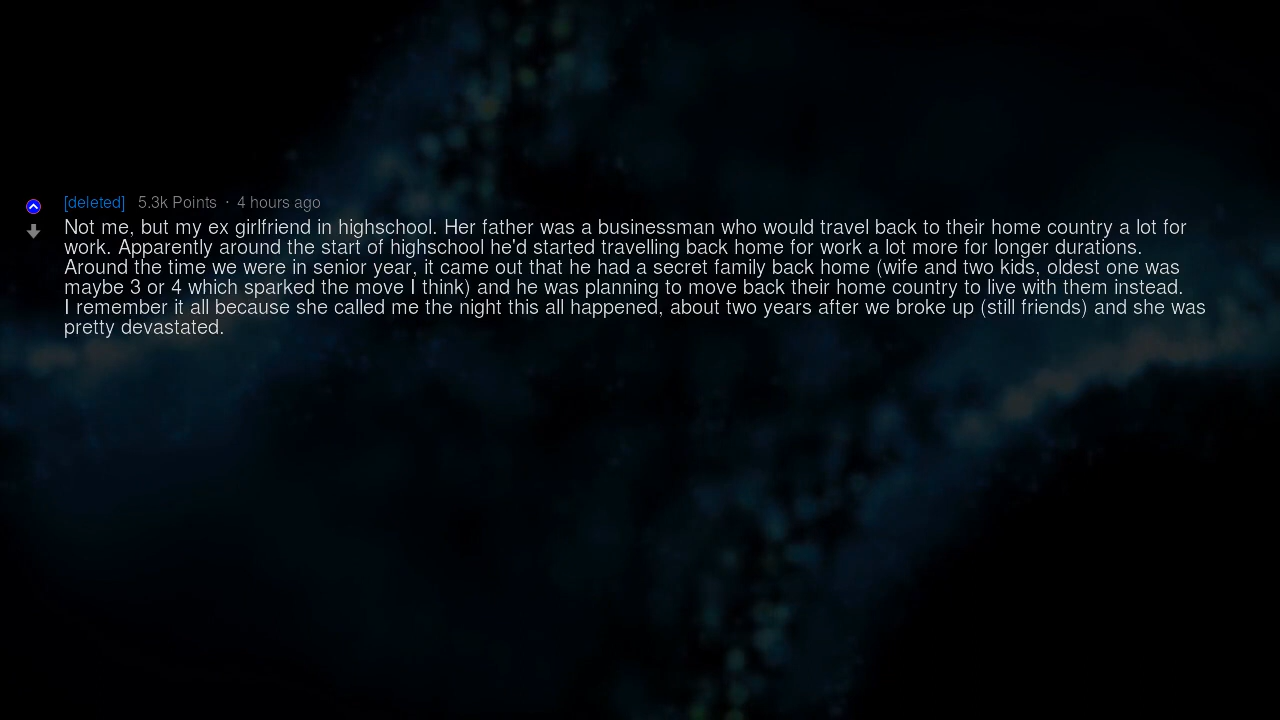 [deleted] 5.3k Points · 4 hours ago
Not me, but my ex girlfriend in highschool. Her father was a businessman who would travel back to their home country a lot for
work. Apparently around the start of highschool he'd started travelling back home for work a lot more for longer durations.
Around the time we were in senior year, it came out that he had a secret family back home (wife and two kids, oldest one was
maybe 3 or 4 which sparked the move I think) and he was planning to move back their home country to live with them instead.
I remember it all because she called me the night this all happened, about two years after we broke up (still friends) and she was
pretty devastated.